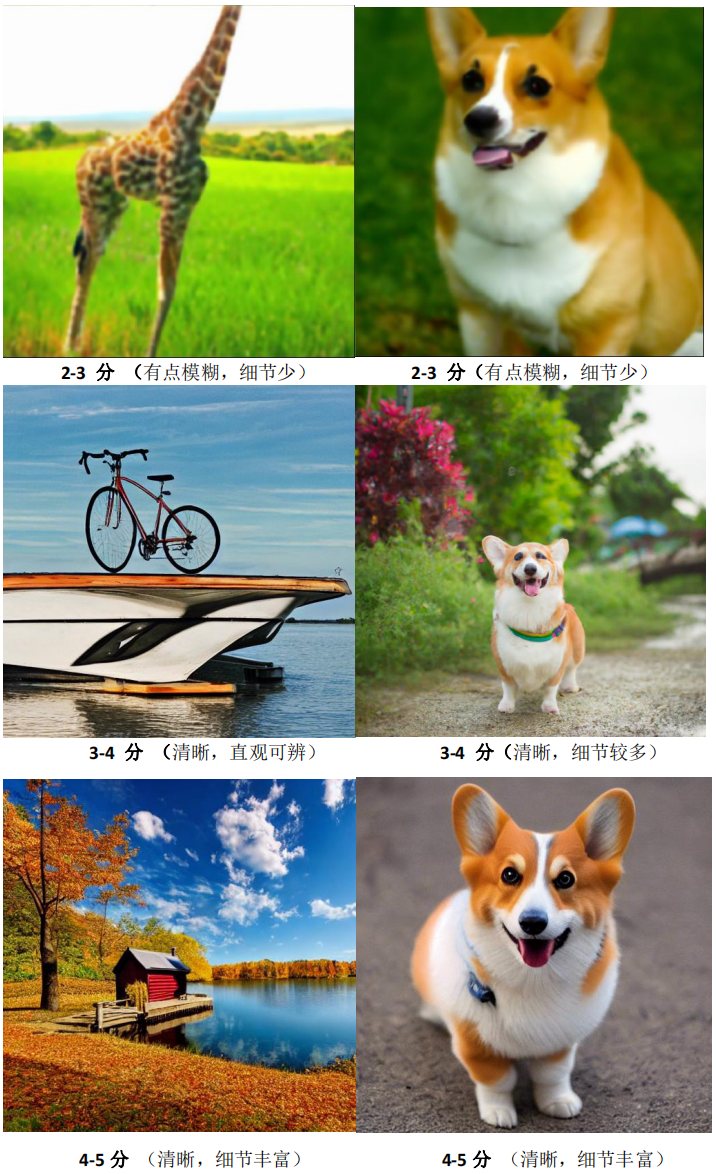 2-3 分 （有点模糊，细节少）
2-3 分（有点模糊，细节少）
3-4 分 （清晰，直观可辨）
3-4 分（清晰，细节较多）
4-5 分 （清晰，细节丰富）
4-5 分 （清晰，细节丰富）